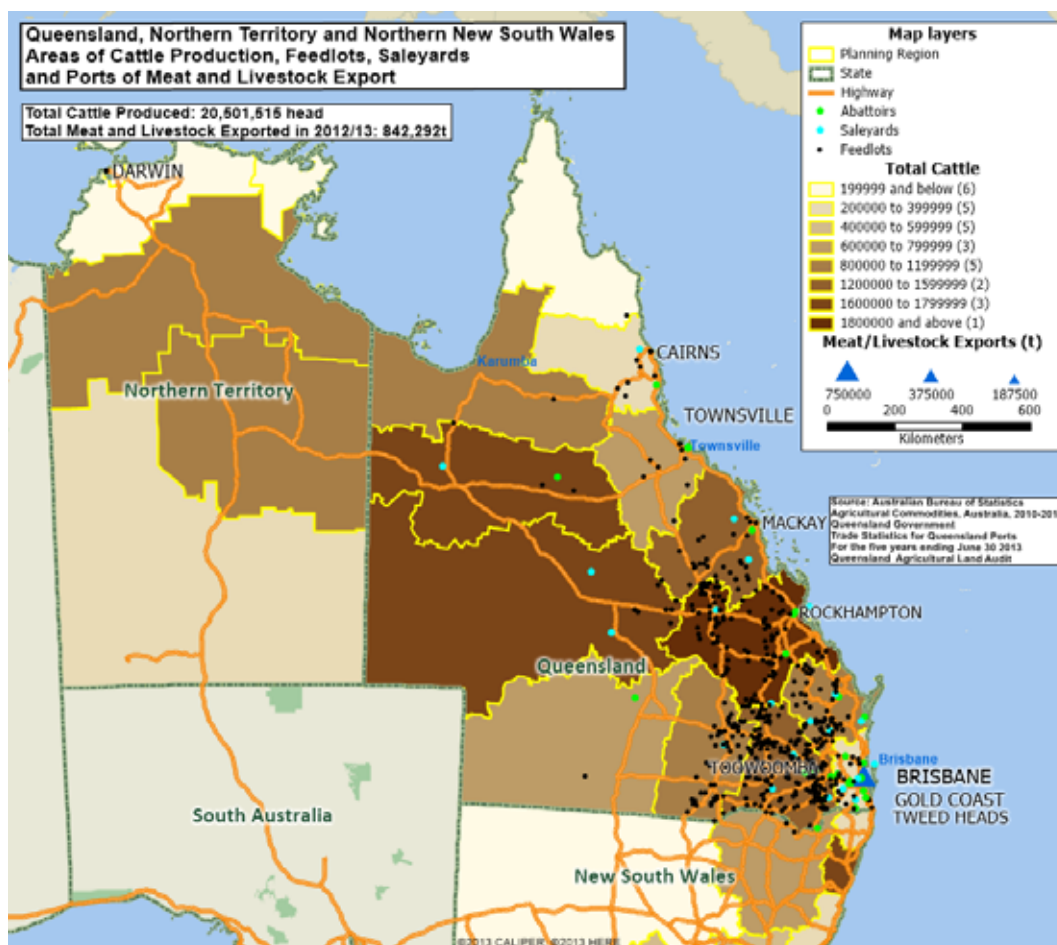 Queensland, Northern Territory and Northern New South Wales
Areas of Cattle Production, Feedlots, Saleyards
and Ports of Meat and Livestock Export
Total Cattle Produced: 20,501,515 head
Total Meat and Livestock Exported in 2012/13: 842,292t
Map layers
Planning Region
State
Highway
Abattoirs
Saleyards
Feedlots
Total Cattle
199999 and below (6)
200000 to 399999 (5)
400000 to 599999 (5)
600000 to 799999 (3)
800000 to 1199999 (5)
1200000 to 1599999 (2)
1600000 to 1799999 (3)
1800000 and above (1)
Meat/Livestock Exports (t)
750000 375000 187500
0 200 400 600
Kilometers
Source: Australian Bureau of Statistics
Agricultural Commodities, Australia, 2010-201
Queensland Government
Trade Statistics for Queensland Ports
For the five years ending June 30 2013
Queensland Agricultural Land Audit
DARWIN
Karumba
CAIRNS
Northern Territory
TOWNSVILLE
Townsville
MACKAY
ROCKHAMPTON
Queensland
Brisbane
TOOWOOMBA
BRISBANE
GOLD COAST
TWEED HEADS
South Australia
New South Wales
©2013 CALIPER; ©2013 HERE